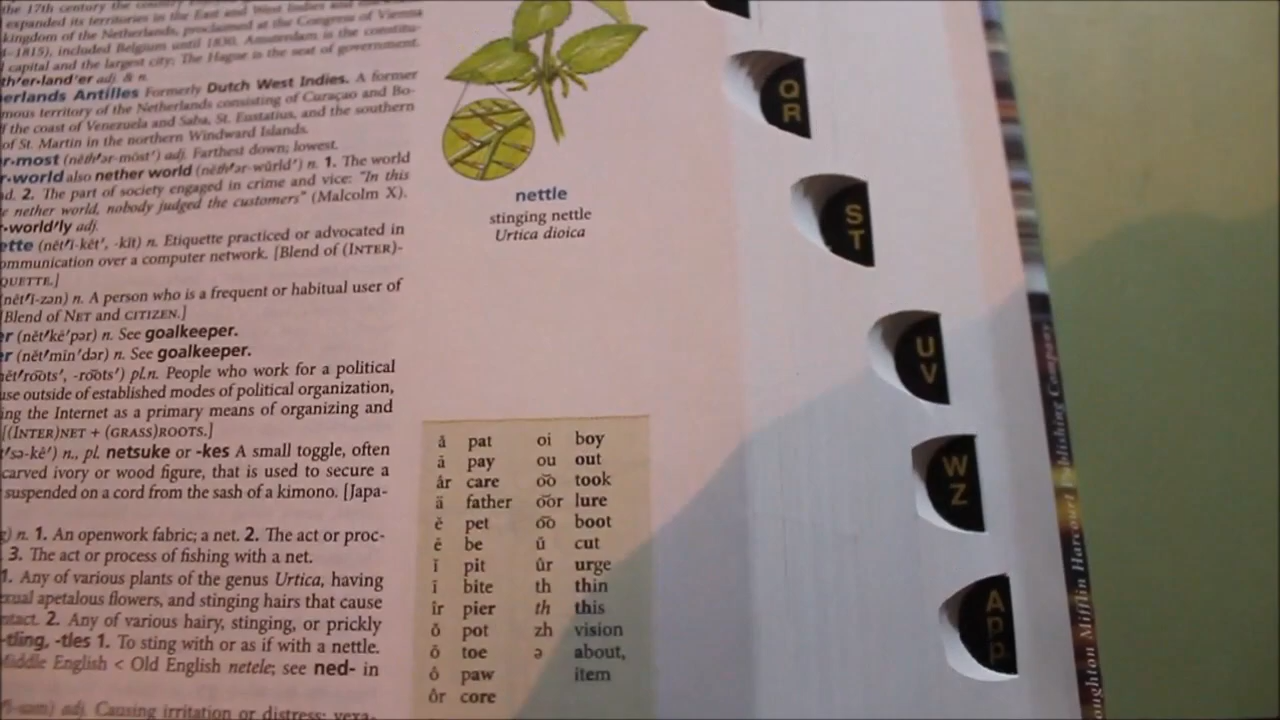 the 17th century the
expanded its territories in the East and West Indies and
kingdom of the Netherlands, proclaimed at the Congress of Vienna
-1815), included Belgium until 1830. Amsterdam is the constitu-
capital and the largest city; The Hague is the seat of government.
th'er·land'er adj. & n.
erlands Antilles Formerly Dutch West Indies. A former
mous territory of the Netherlands consisting of Curaçao and Bo-
f the coast of Venezuela and Saba, St. Eustatius, and the southern
of St. Martin in the northern Windward Islands.
r·most (nĕth'ər-mōst') adj. Farthest down; lowest.
r·world also nether world (nĕth'ər-wûrld') n. 1. The world
d. 2. The part of society engaged in crime and vice: "In this
e nether world, nobody judged the customers" (Malcolm X).
r·world'ly adj.
ette (nĕt'ĭ-kĕt', -kĭt) n. Etiquette practiced or advocated in
ommunication over a computer network. [Blend of (INTER)-
QUETTE.]
(nĕt'ĭ-zən) n. A person who is a frequent or habitual user of
[Blend of NET and CITIZEN.]
er (nĕt'kē'pər) n. See goalkeeper.
er (nĕt'mīn'dər) n. See goalkeeper.
nĕt'ro͞ots', -ro͝ots') pl.n. People who work for a political
use outside of established modes of political organization,
ing the Internet as a primary means of organizing and
[(INTER)NET + (GRASS)ROOTS.]
t'sə-kē') n., pl. netsuke or -kes A small toggle, often
carved ivory or wood figure, that is used to secure a
suspended on a cord from the sash of a kimono. [Japa-
g) n. 1. An openwork fabric; a net. 2. The act or proc-
3. The act or process of fishing with a net.
1. Any of various plants of the genus Urtica, having
exual apetalous flowers, and stinging hairs that cause
ntact. 2. Any of various hairy, stinging, or prickly
-tling, -tles 1. To sting with or as if with a nettle.
Middle English < Old English netele; see ned- in
adj. Causing irritation or distress; vexa-
nettle
stinging nettle
Urtica dioica
ă pat oi boy
ā pay ou out
âr care o͝o took
ä father o͝or lure
ĕ pet o͞o boot
ē be ŭ cut
ĭ pit ûr urge
ī bite th thin
îr pier th this
ŏ pot zh vision
ō toe ə about,
ô paw item
ôr core
QR
ST
UV
WZ
APP
oughton Mifflin Harcourt Publishing Company